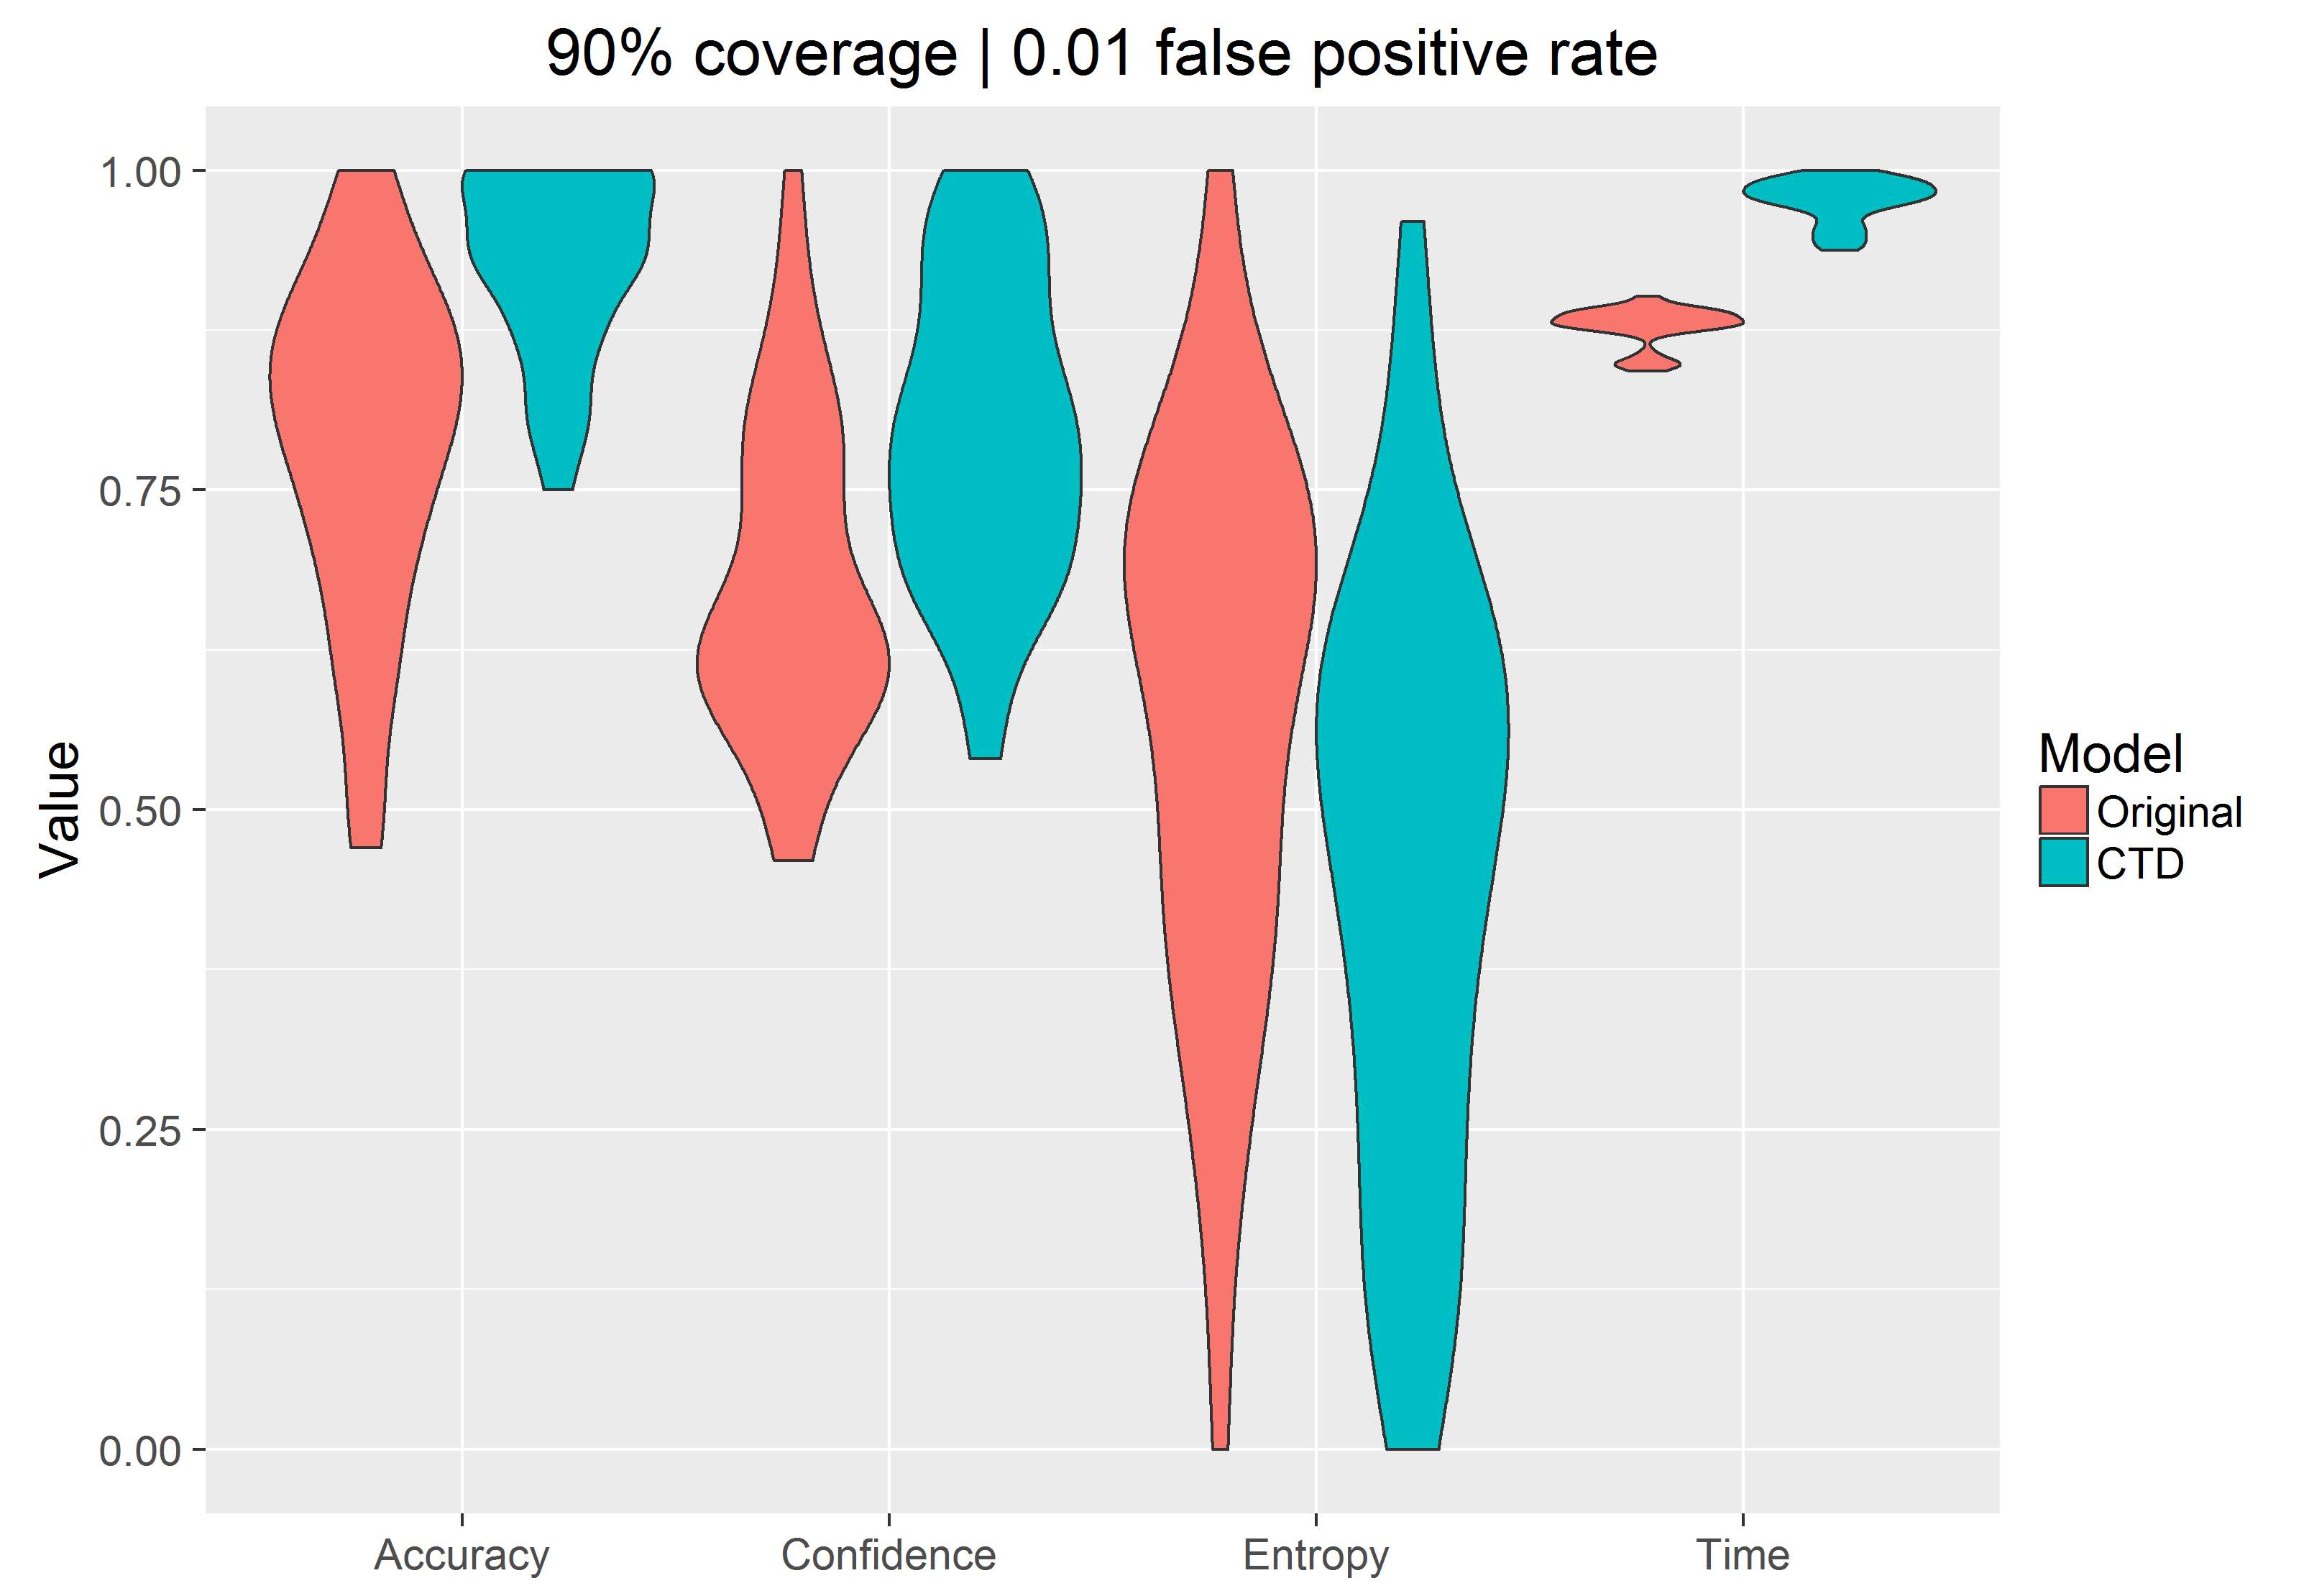 90% coverage | 0.01 false positive rate
Value
1.00
0.75
0.50
0.25
0.00
Accuracy
Confidence
Entropy
Time
Model
Original
CTD